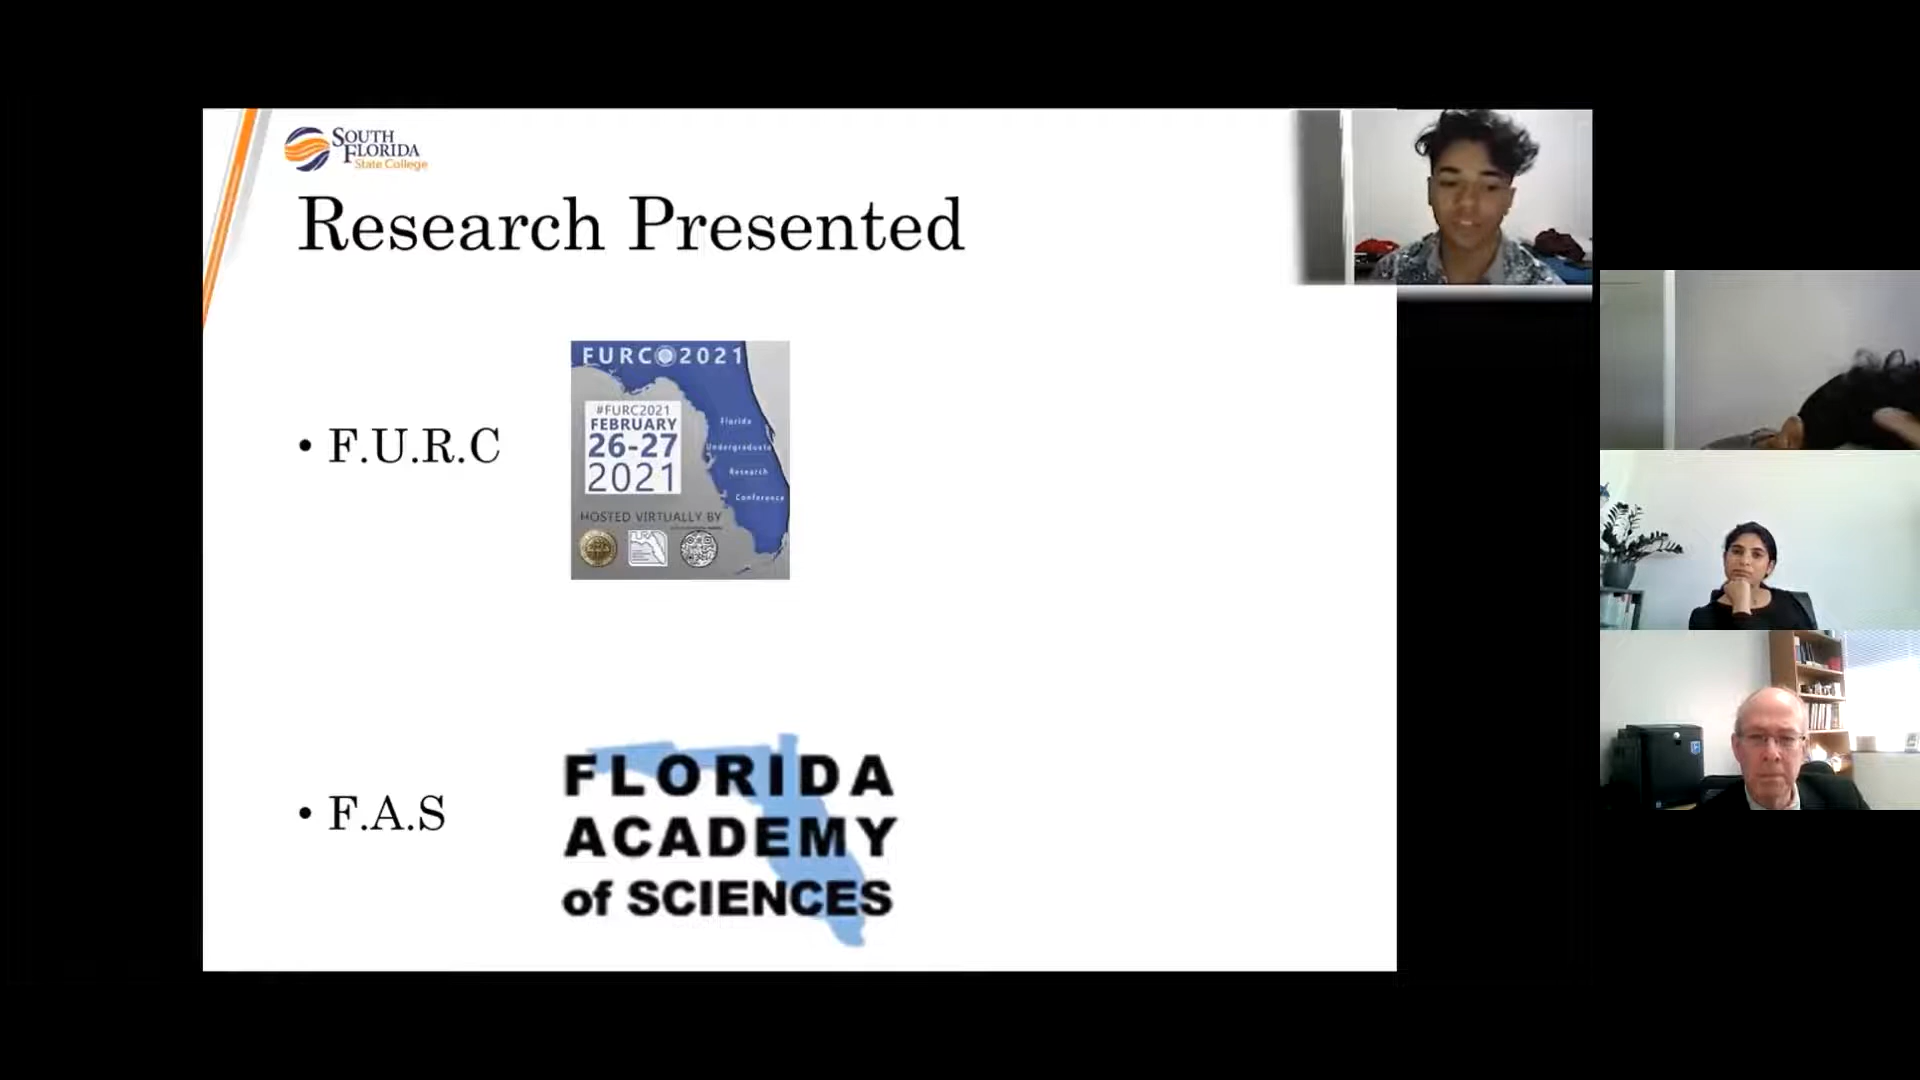 SOUTH
FLORIDA
State College
Research Presented
• F.U.R.C
FURC 2021
#FURC2021
FEBRUARY
26-27
2021
Florida
Undergraduate
Research
Conference
HOSTED VIRTUALLY BY
• F.A.S
FLORIDA
ACADEMY
of SCIENCES